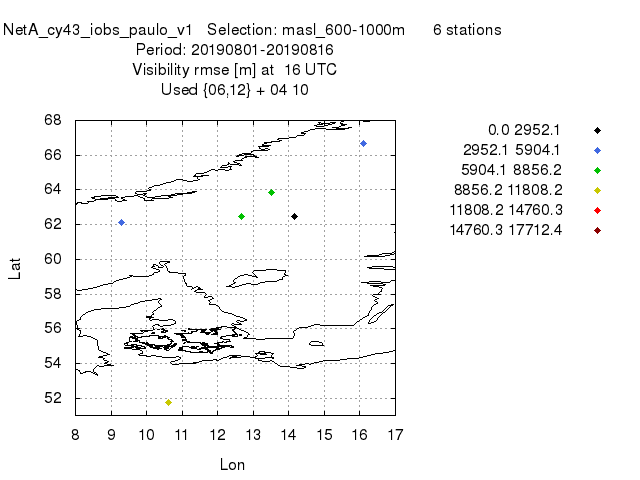 NetA_cy43_iobs_paulo_v1 Selection: masl_600-1000m 6 stations
Period: 20190801-20190816
Visibility rmse [m] at 16 UTC
Used {06,12} + 04 10
0.0 2952.1
2952.1 5904.1
5904.1 8856.2
8856.2 11808.2
11808.2 14760.3
14760.3 17712.4
68
66
64
62
60
58
56
54
52
Lat
8 9 10 11 12 13 14 15 16 17
Lon